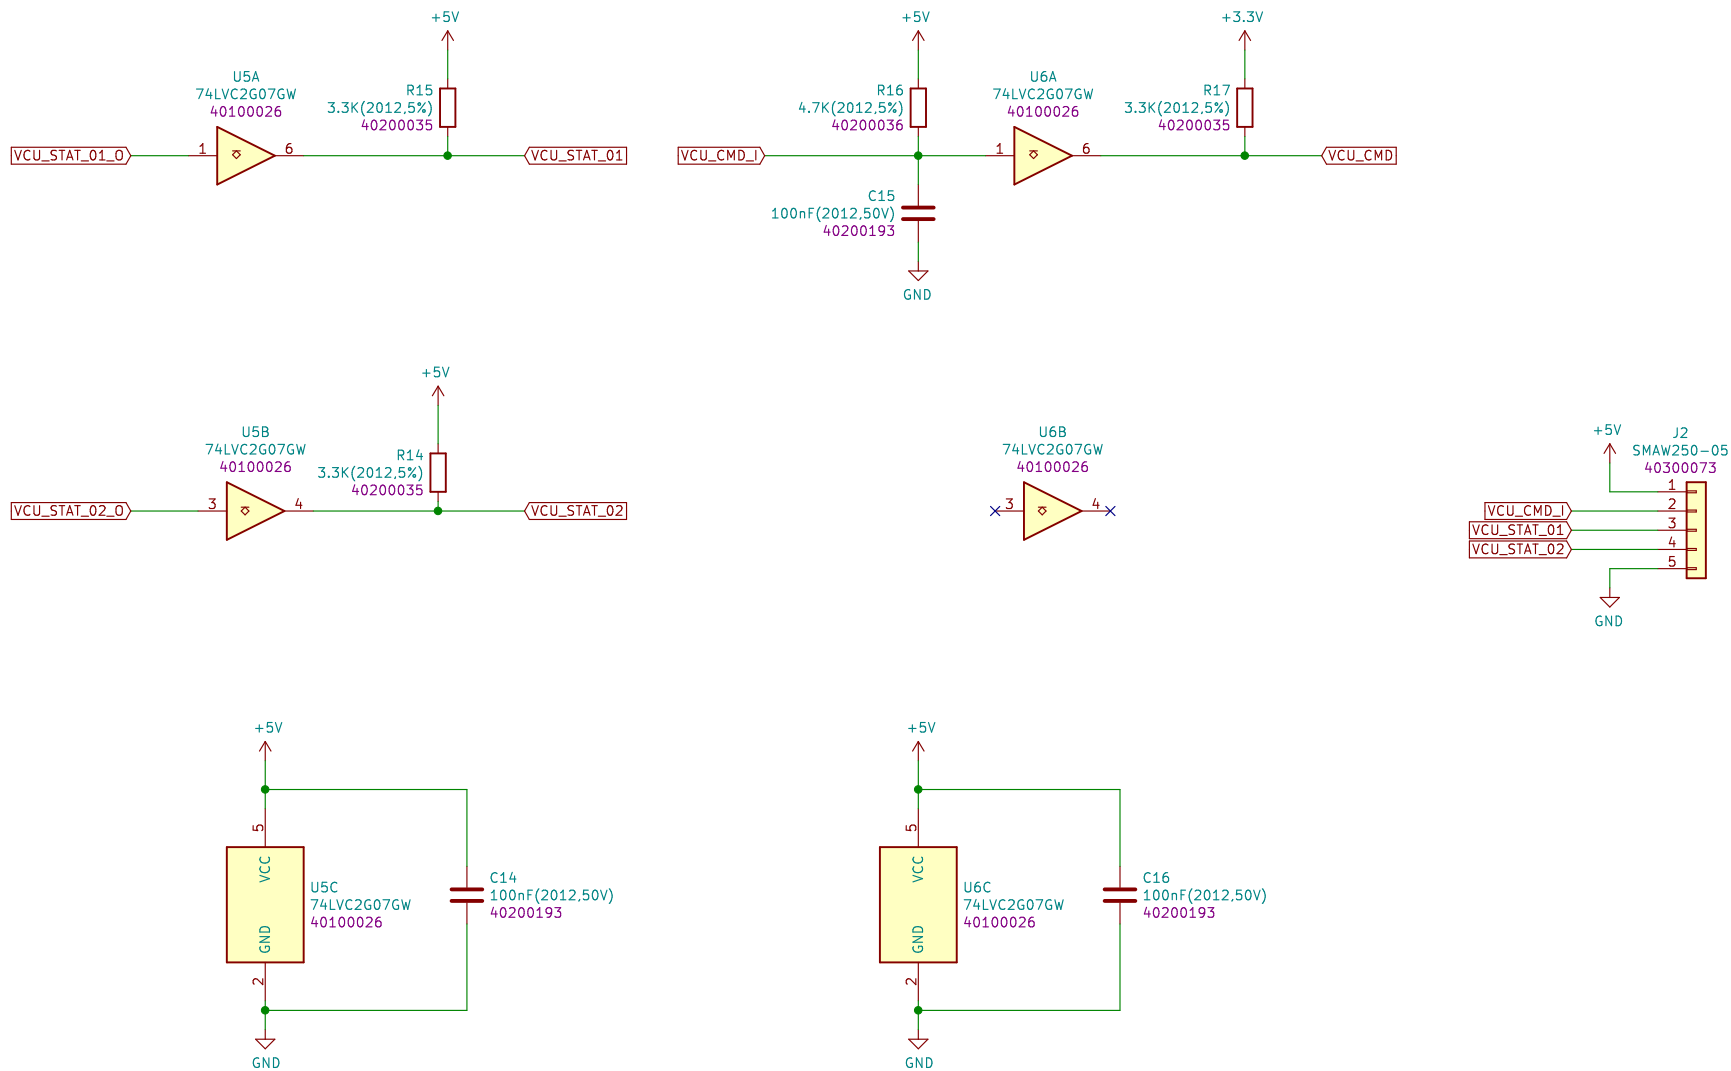 +5V
U5A
74LVC2G07GW
40100026
R15
3.3K(2012,5%)
40200035
VCU_STAT_01_O
1
6
VCU_STAT_01
+5V
R16
4.7K(2012,5%)
40200036
U6A
74LVC2G07GW
40100026
+3.3V
R17
3.3K(2012,5%)
40200035
VCU_CMD_I
1
6
VCU_CMD
C15
100nF(2012,50V)
40200193
GND
+5V
U5B
74LVC2G07GW
40100026
R14
3.3K(2012,5%)
40200035
VCU_STAT_02_O
3
4
VCU_STAT_02
U6B
74LVC2G07GW
40100026
3
4
+5V
J2
SMAW250-05
40300073
1
VCU_CMD_I
2
VCU_STAT_01
3
VCU_STAT_02
4
5
GND
+5V
5
VCC
GND
2
U5C
74LVC2G07GW
40100026
C14
100nF(2012,50V)
40200193
GND
+5V
5
VCC
GND
2
U6C
74LVC2G07GW
40100026
C16
100nF(2012,50V)
40200193
GND